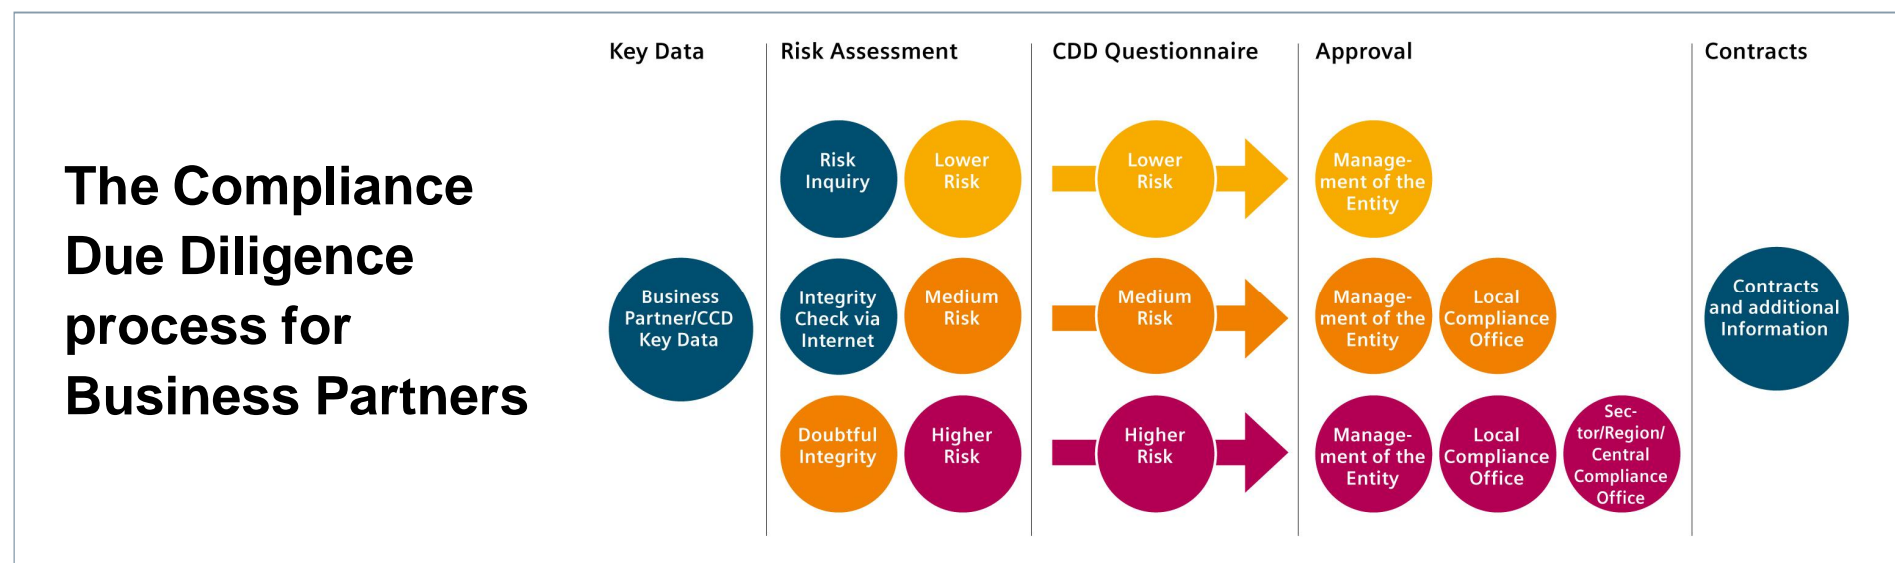 The Compliance
Due Diligence
process for
Business Partners
Key Data
Business
Partner/CCD
Key Data
Risk Assessment
Risk
Inquiry
Lower
Risk
Integrity
Check via
Internet
Medium
Risk
Doubtful
Integrity
Higher
Risk
CDD Questionnaire
Lower
Risk
Medium
Risk
Higher
Risk
Approval
Manage-
ment of the
Entity
Manage-
ment of the
Entity
Local
Compliance
Office
Manage-
ment of the
Entity
Local
Compliance
Office
Sec-
tor/Region/
Central
Compliance
Office
Contracts
Contracts
and additional
Information